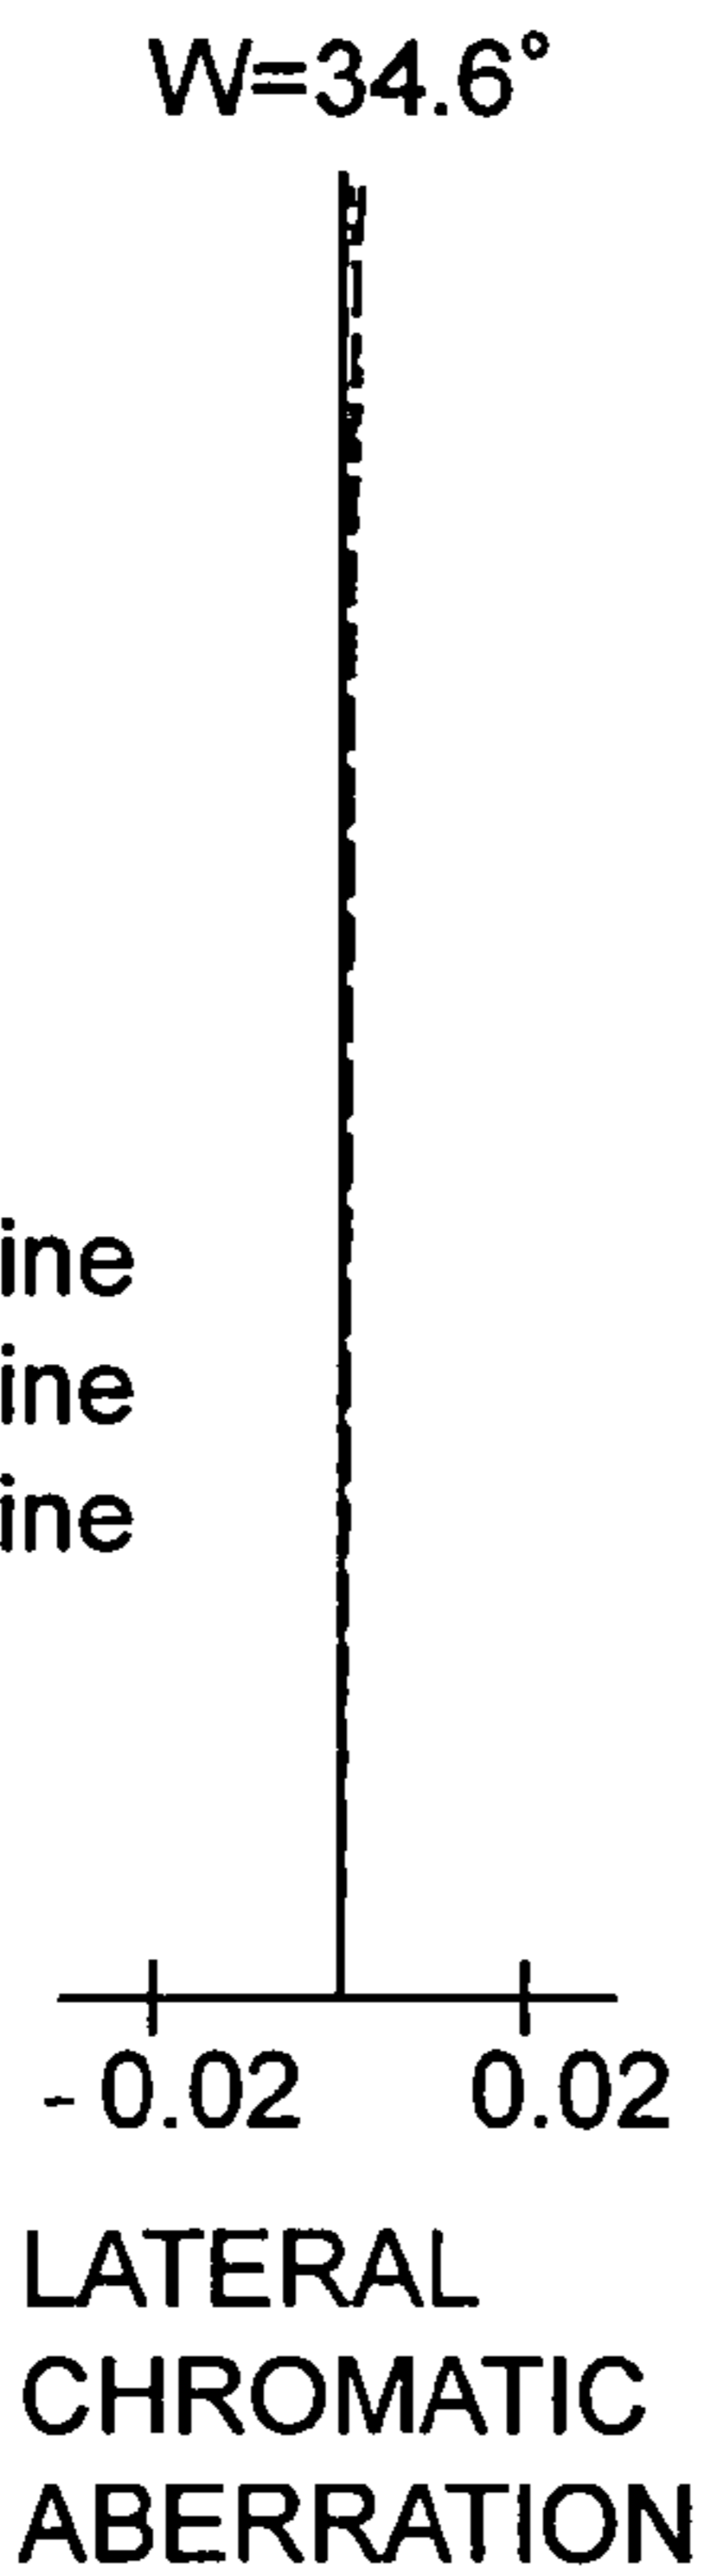 W=34.6°
ine
ine
ine
- 0.02 0.02
LATERAL
CHROMATIC
ABERRATION